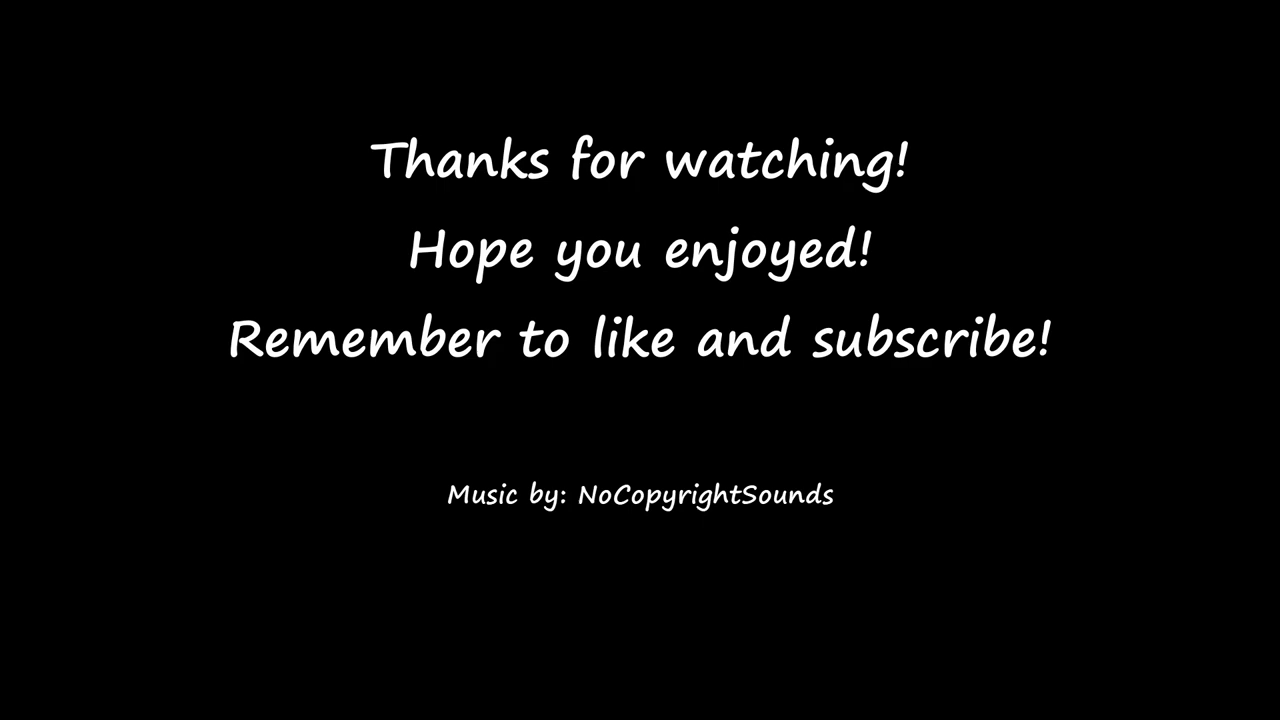 Thanks for watching!
Hope you enjoyed!
Remember to like and subscribe!
Music by: NoCopyrightSounds